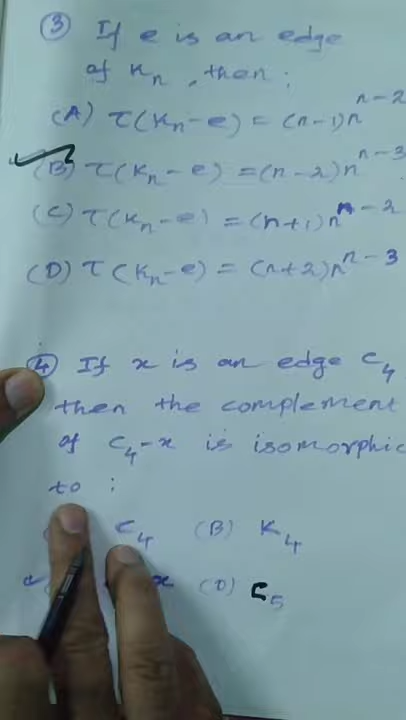 ③ If e is an edge
of Kₙ, then :
(A) τ(Kₙ-e) = (n-1)n^{n-2}
(B) τ(Kₙ-e) = (n-2)n^{n-3}
(C) τ(Kₙ-e) = (n+1)n^{n-2}
(D) τ(Kₙ-e) = (n+2)n^{n-3}
④ If x is an edge C₄
then the complement
of C₄-x is isomorphic
to :
C₄ (B) K₄
x (D) C₅